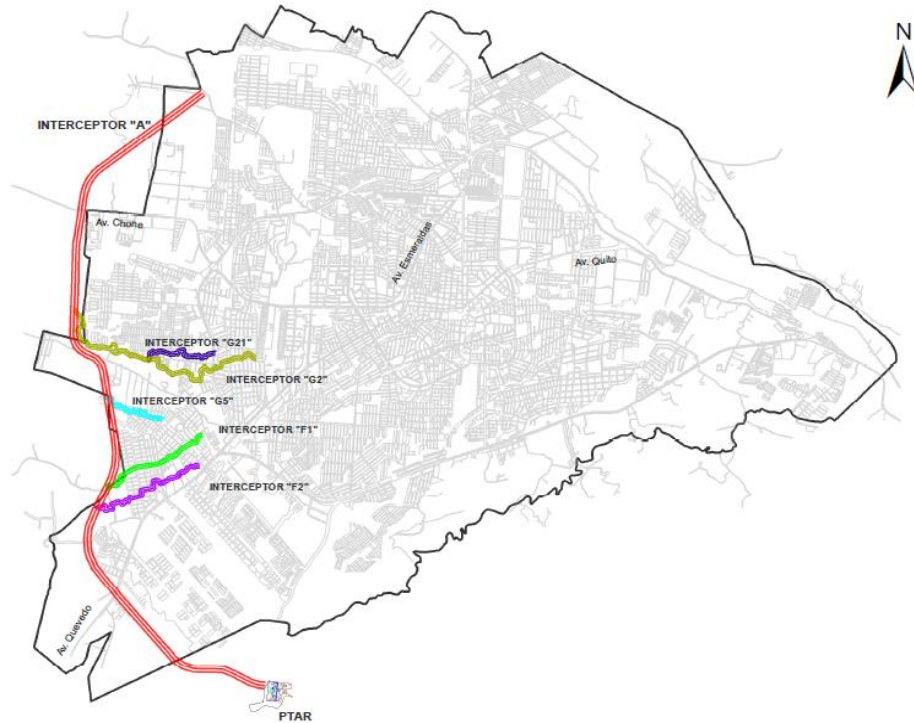 N
INTERCEPTOR "A"
Av. Chone
Av. Esmeraldas
Av. Quito
INTERCEPTOR "G21"
INTERCEPTOR "G2"
INTERCEPTOR "G5"
INTERCEPTOR "F1"
INTERCEPTOR "F2"
Av. Quevedo
PTAR